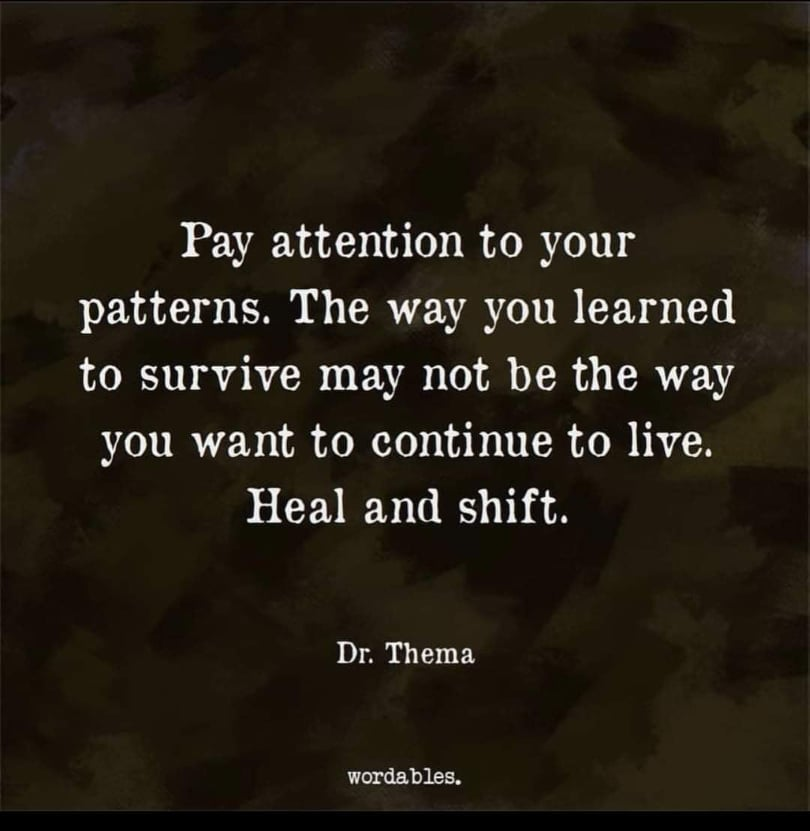 Pay attention to your
patterns. The way you learned
to survive may not be the way
you want to continue to live.
Heal and shift.
Dr. Thema
wordables.